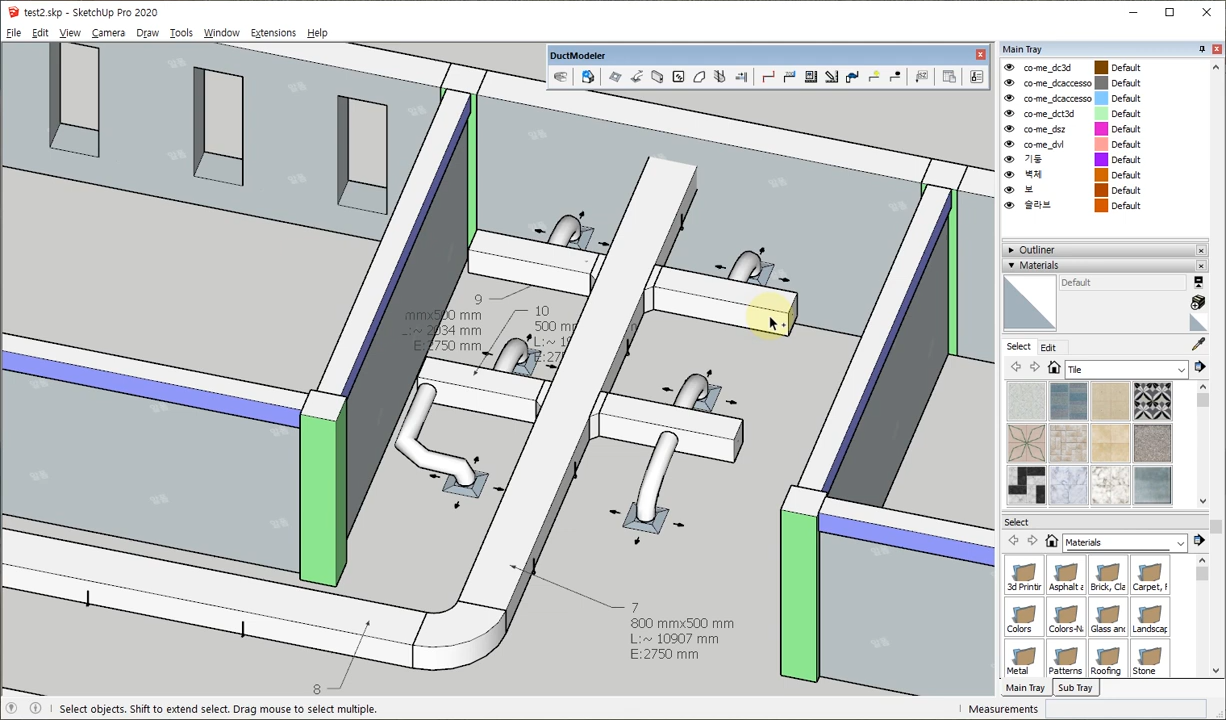 test2.skp - SketchUp Pro 2020
File Edit View Camera Draw Tools Window Extensions Help
DuctModeler
Main Tray
co-me_dc3d Default
co-me_dcaccesso Default
co-me_dcaccesso Default
co-me_dct3d Default
co-me_dsz Default
co-me_dvl Default
기둥 Default
벽체 Default
보 Default
슬라브 Default
Outliner
Materials
Default
Select Edit
Tile
Select
Materials
3d Printir Asphalt a Brick, Cla Carpet, F
Colors Colors-N Glass and Landscap
Metal Patterns Roofing Stone
Main Tray Sub Tray
9
mmx500 mm
L:~ 2034 mm
E:2750 mm
10
500 mm
L:~ 10
E:275
7
800 mmx500 mm
L:~ 10907 mm
E:2750 mm
8
Select objects. Shift to extend select. Drag mouse to select multiple.
Measurements